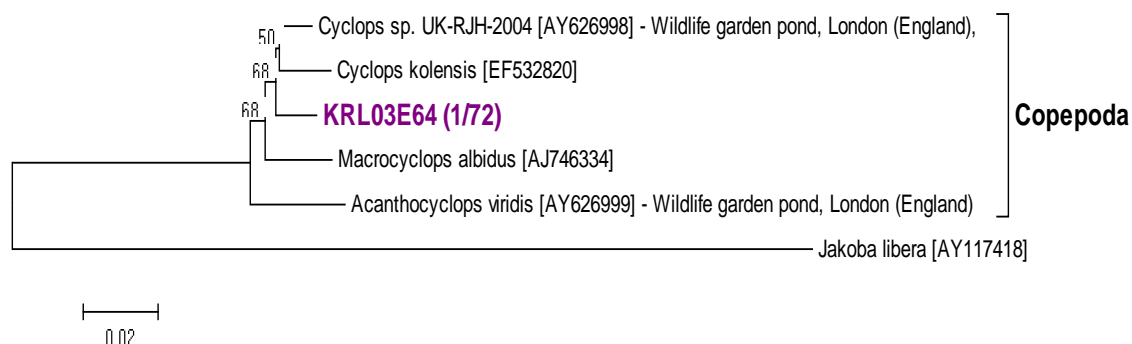 50
Cyclops sp. UK-RJH-2004 [AY626998] - Wildlife garden pond, London (England),
68
Cyclops kolensis [EF532820]
68
KRL03E64 (1/72)
Copepoda
Macrocyclops albidus [AJ746334]
Acanthocyclops viridis [AY626999] - Wildlife garden pond, London (England)
Jakoba libera [AY117418]
0.02